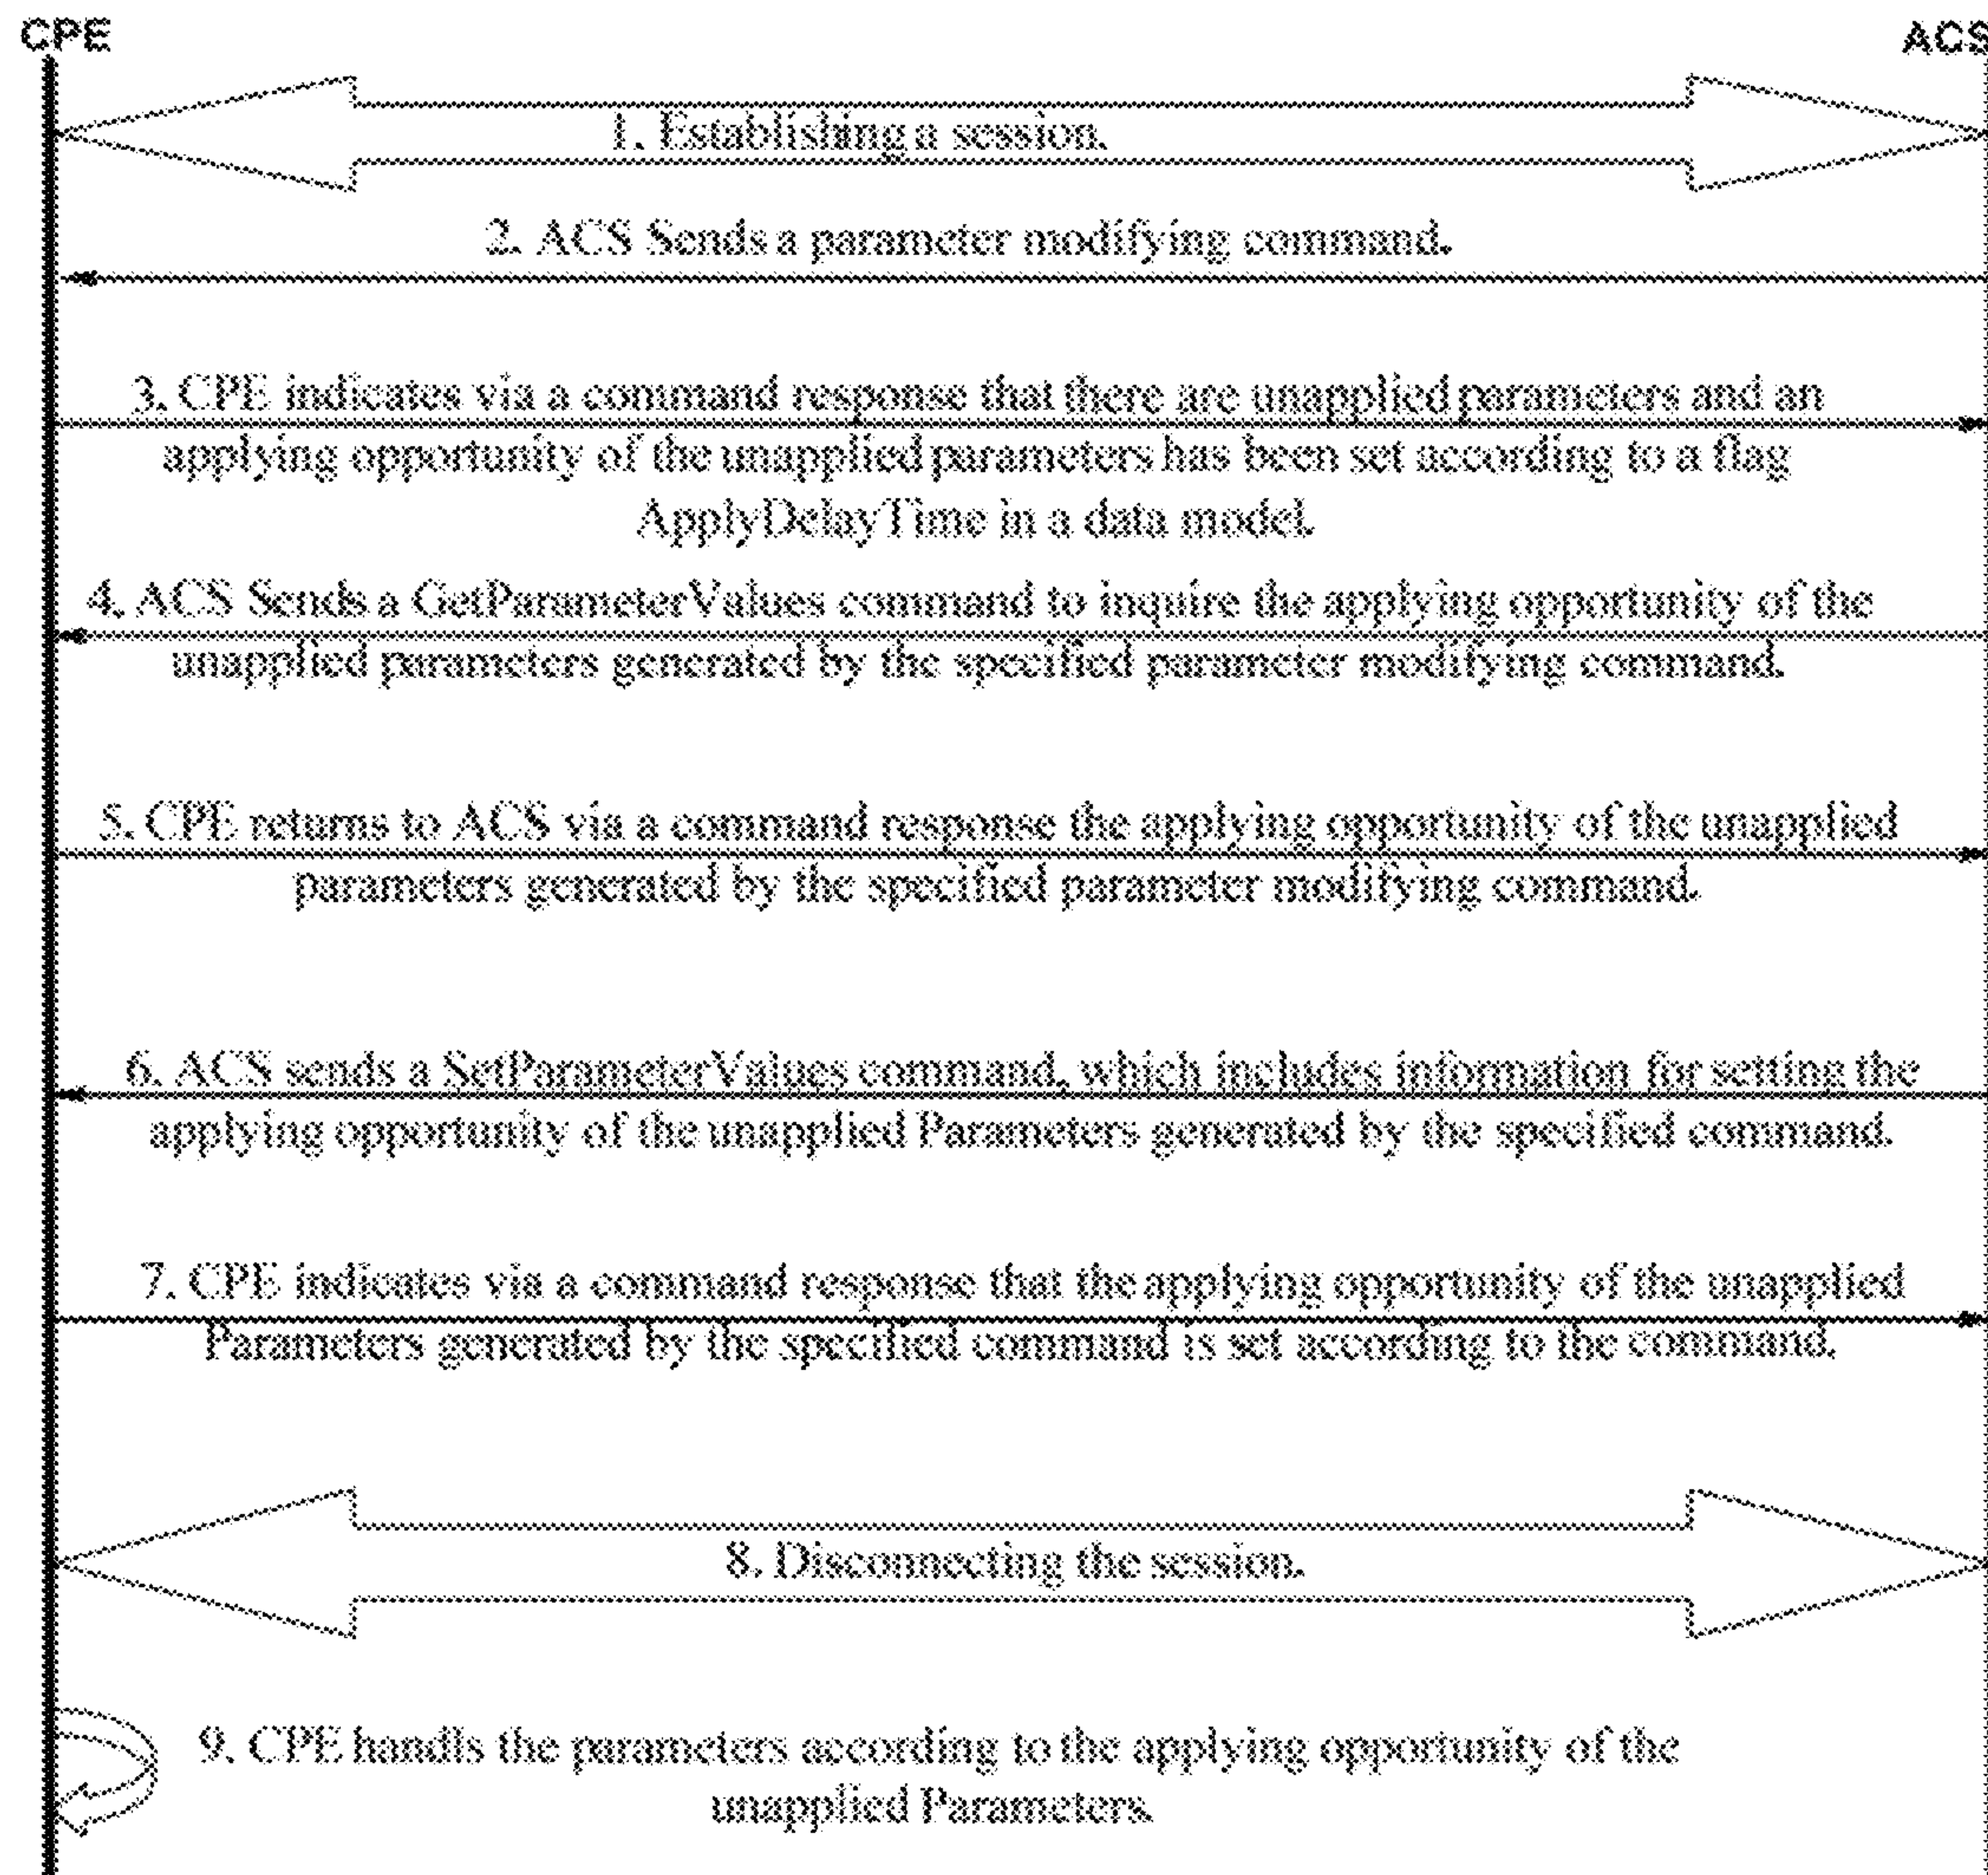 CPE
ACS
1. Establishing a session.
2. ACS Sends a parameter modifying command.
3. CPE indicates via a command response that there are unapplied parameters and an
applying opportunity of the unapplied parameters has been set according to a flag
ApplyDelayTime in a data model.
4. ACS Sends a GetParameterValues command to inquire the applying opportunity of the
unapplied parameters generated by the specified parameter modifying command.
5. CPE returns to ACS via a command response the applying opportunity of the unapplied
parameters generated by the specified parameter modifying command.
6. ACS sends a SetParameterValues command, which includes information for setting the
applying opportunity of the unapplied Parameters generated by the specified command.
7. CPE indicates via a command response that the applying opportunity of the unapplied
Parameters generated by the specified command is set according to the command.
8. Disconnecting the session.
9. CPE handls the parameters according to the applying opportunity of the
unapplied Parameters.